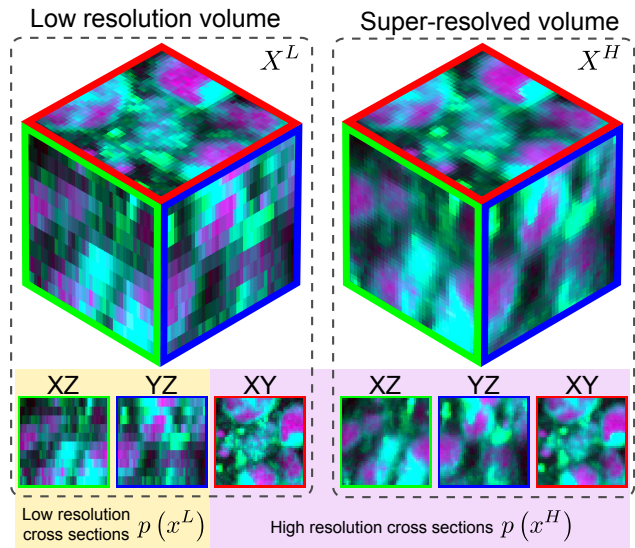 Low resolution volume
Super-resolved volume
X^L
X^H
XZ YZ XY
XZ YZ XY
Low resolution
cross sections p (x^L)
High resolution cross sections p (x^H)